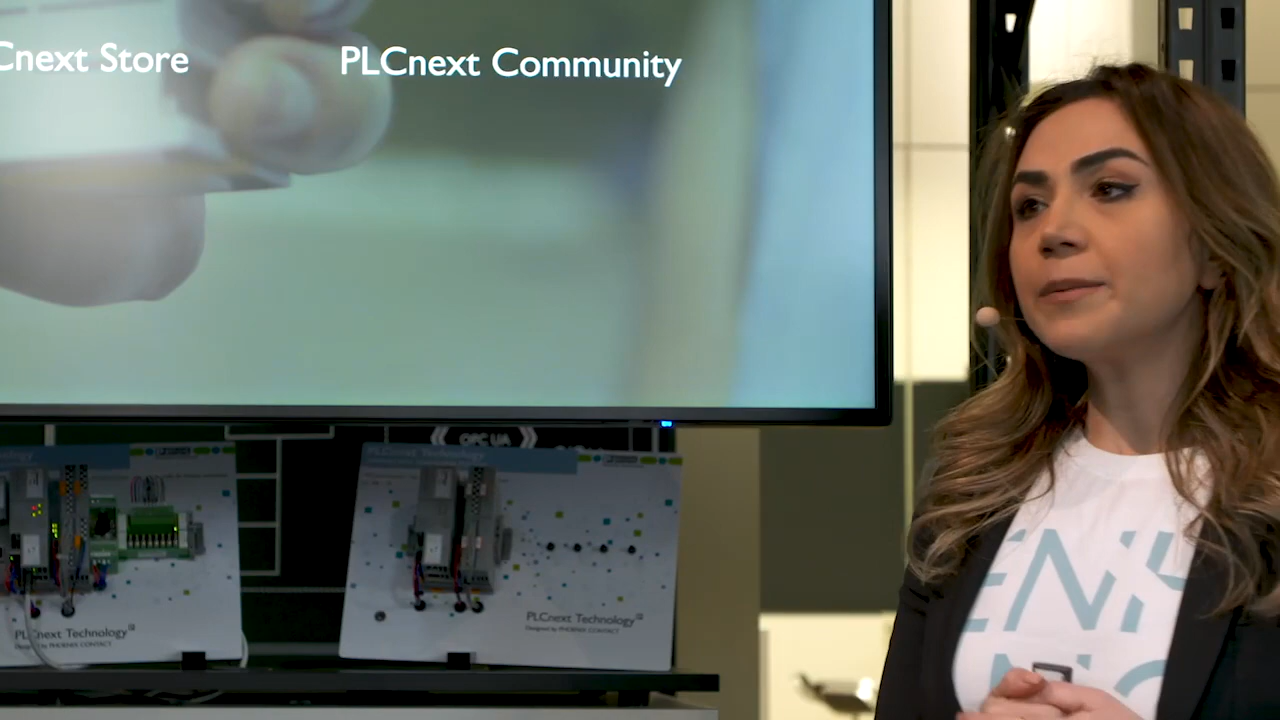 Cnext Store
PLCnext Community
OPC UA
PLCnext Technology
PLCnext Technology
Designed by PHOENIX CONTACT
PLCnext Technology
Designed by PHOENIX CONTACT